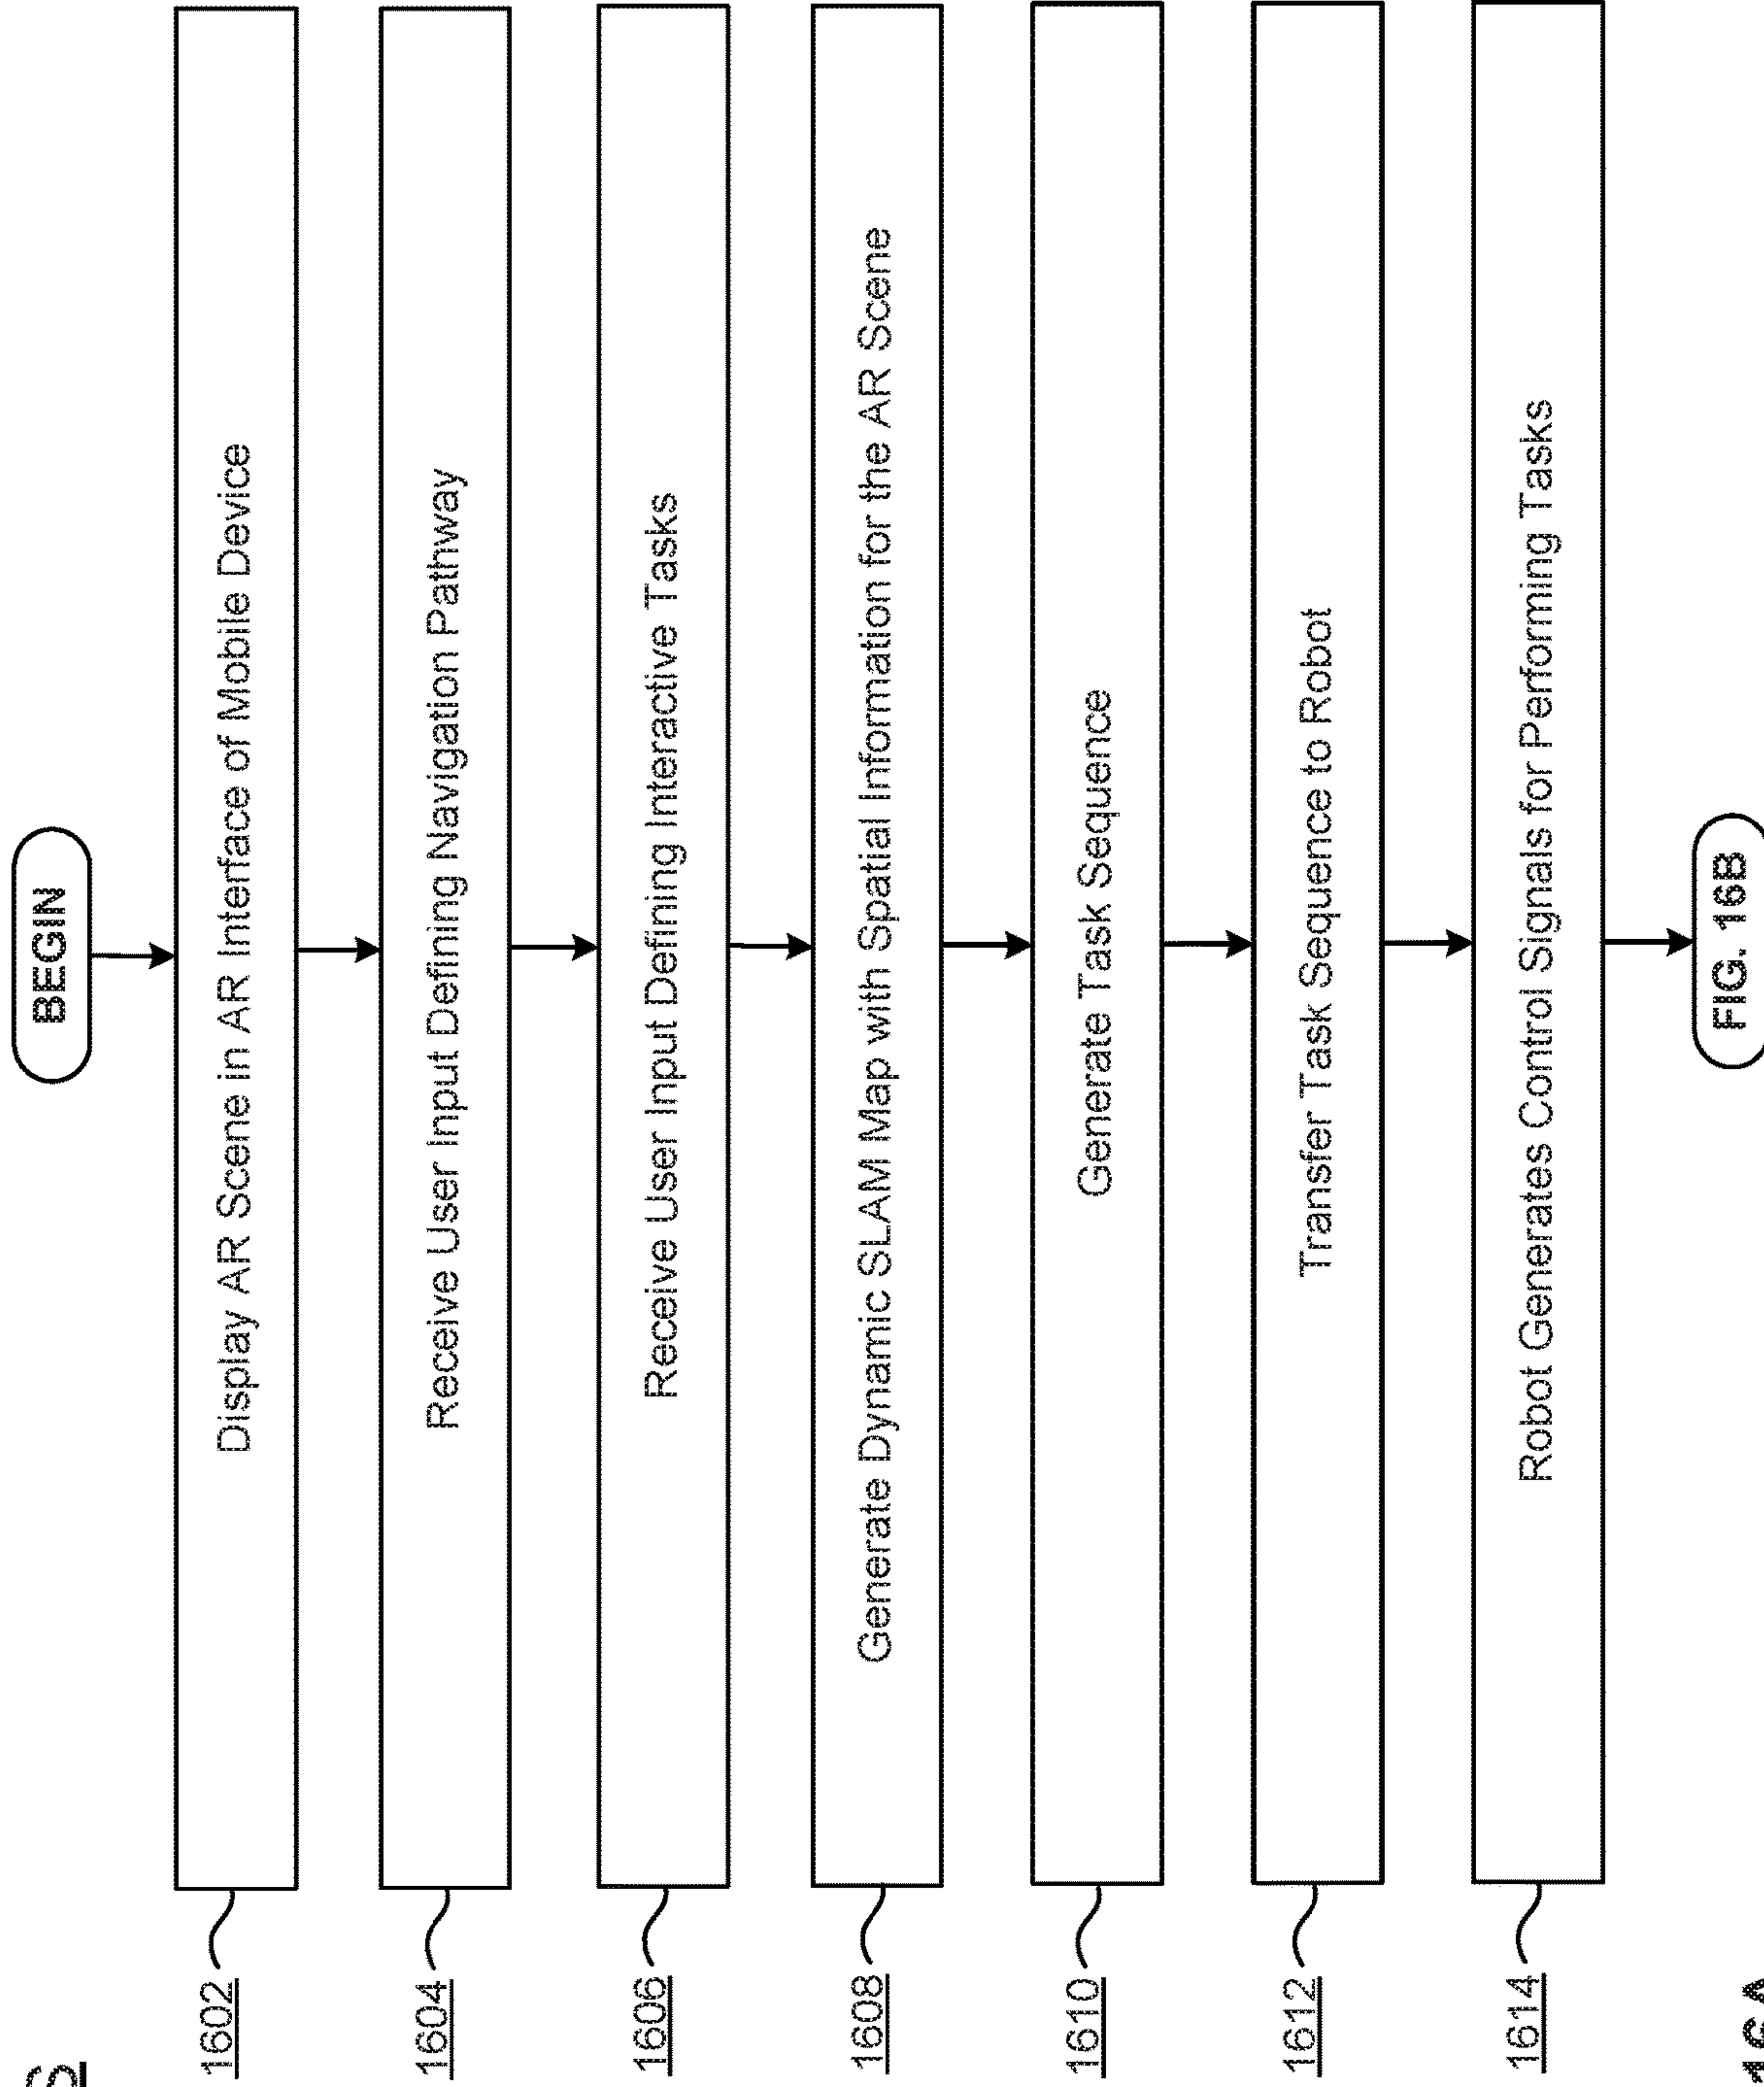 BEGIN
1602
Display AR Scene in AR Interface of Mobile Device
1604
Receive User Input Defining Navigation Pathway
1606
Receive User Input Defining Interactive Tasks
1608
Generate Dynamic SLAM Map with Spatial Information for the AR Scene
1610
Generate Task Sequence
1612
Transfer Task Sequence to Robot
1614
Robot Generates Control Signals for Performing Tasks
FIG. 16B
16A